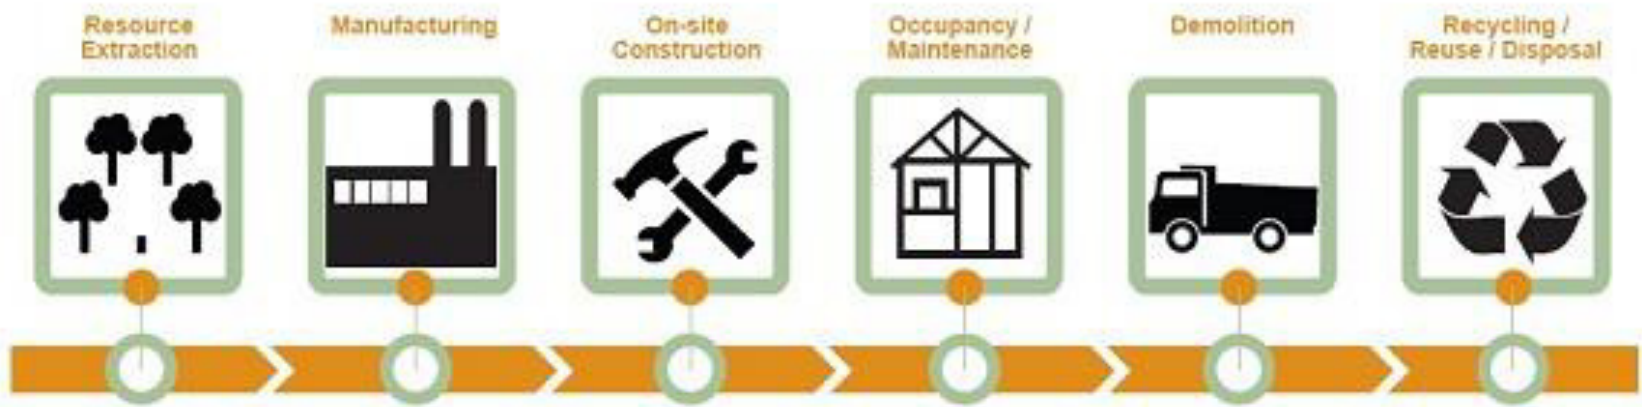 Resource
Extraction
Manufacturing
On-site
Construction
Occupancy /
Maintenance
Demolition
Recycling /
Reuse / Disposal